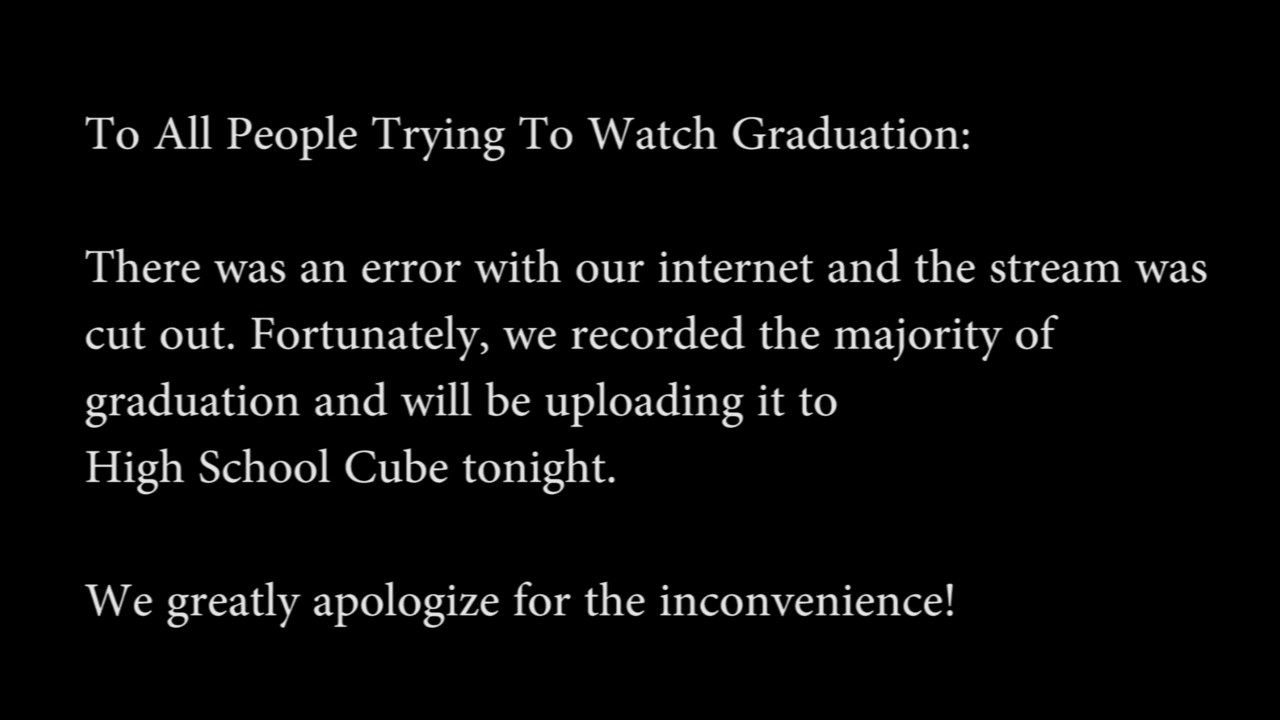 To All People Trying To Watch Graduation:
There was an error with our internet and the stream was
cut out. Fortunately, we recorded the majority of
graduation and will be uploading it to
High School Cube tonight.
We greatly apologize for the inconvenience!